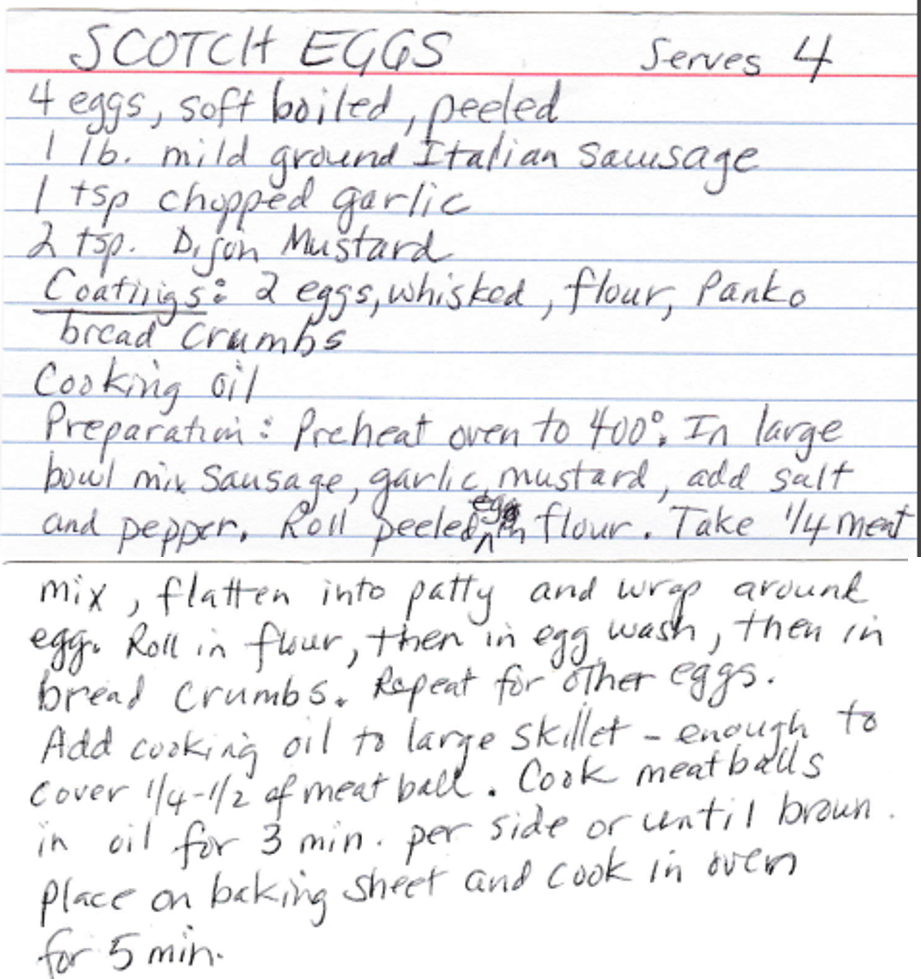 SCOTCH EGGS Serves 4
4 eggs, soft boiled, peeled
1 lb. mild ground Italian Sausage
1 tsp chopped garlic
2 tsp. Dijon Mustard
Coatings: 2 eggs, whisked, flour, Panko
bread Crumbs
Cooking oil
Preparation: Preheat oven to 400°. In large
bowl mix Sausage, garlic, mustard, add salt
and pepper. Roll peeled egg in flour. Take 1/4 meat
mix, flatten into patty and wrap around
egg. Roll in flour, then in egg wash, then in
bread Crumbs. Repeat for other eggs.
Add cooking oil to large skillet - enough to
cover 1/4-1/2 of meat ball. Cook meatballs
in oil for 3 min. per side or until brown.
Place on baking sheet and cook in oven
for 5 min.